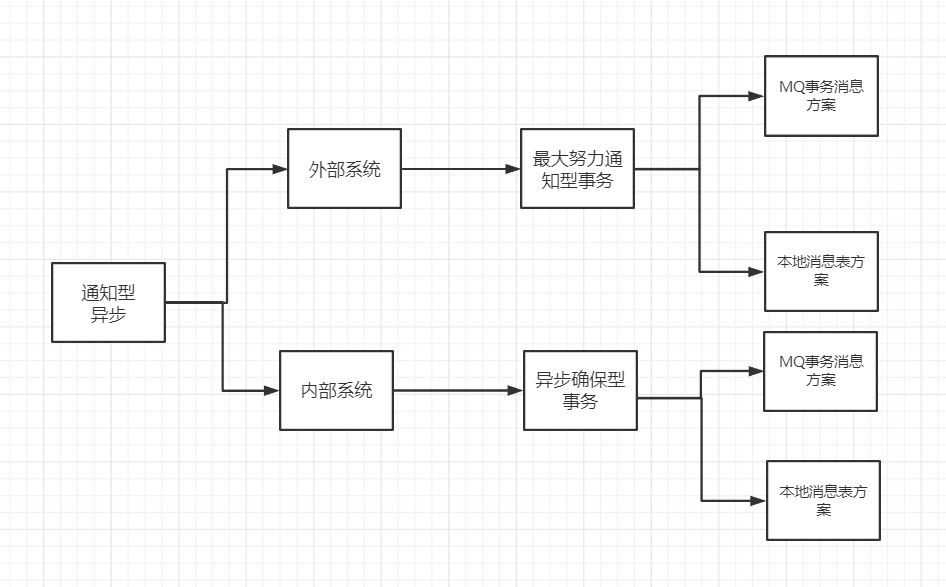 通知型
异步
外部系统
最大努力通
知型事务
MQ事务消息
方案
本地消息表方
案
内部系统
异步确保型
事务
MQ事务消息
方案
本地消息表方
案